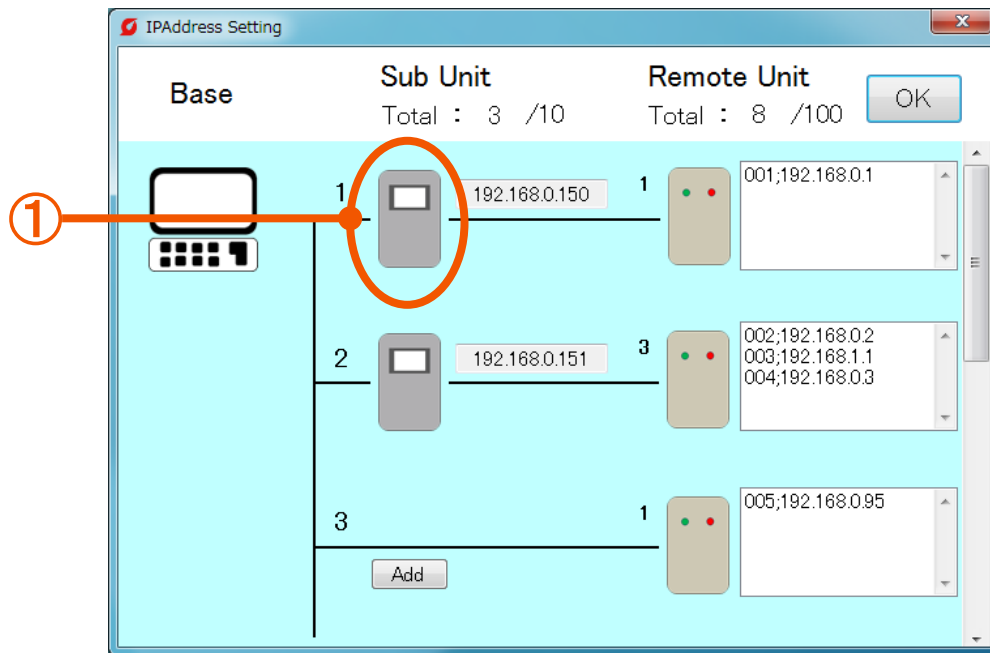 IPAddress Setting
Base
Sub Unit
Total : 3 /10
Remote Unit
Total : 8 /100
OK
①
1
192.168.0.150
1
001;192.168.0.1
2
192.168.0.151
3
002;192.168.0.2
003;192.168.1.1
004;192.168.0.3
3
Add
1
005;192.168.0.95